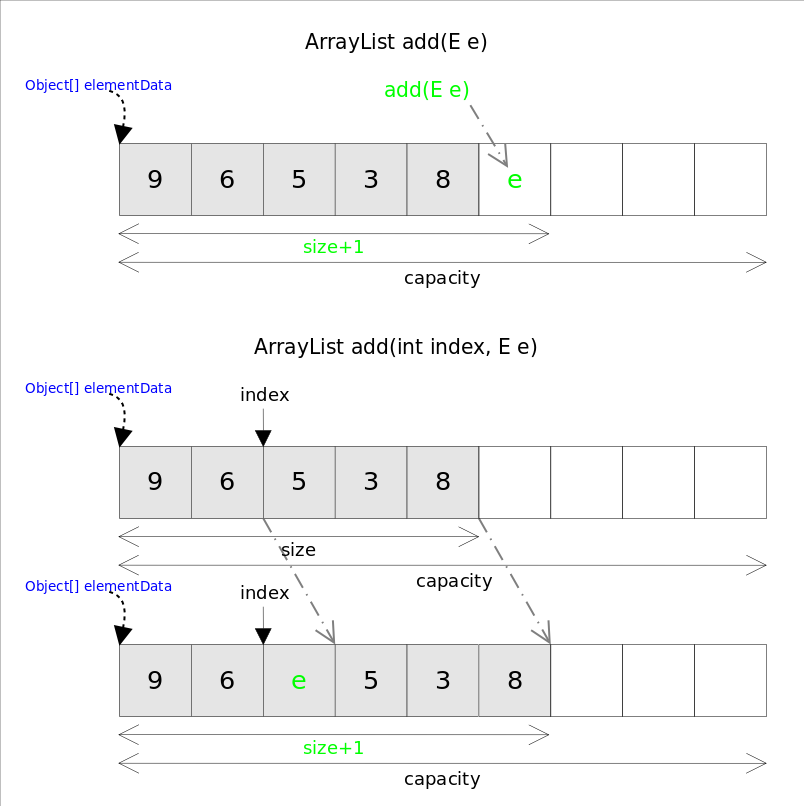 ArrayList add(E e)
Object[] elementData
add(E e)
9 6 5 3 8 e
size+1
capacity
ArrayList add(int index, E e)
Object[] elementData
index
9 6 5 3 8
size
capacity
Object[] elementData
index
9 6 e 5 3 8
size+1
capacity